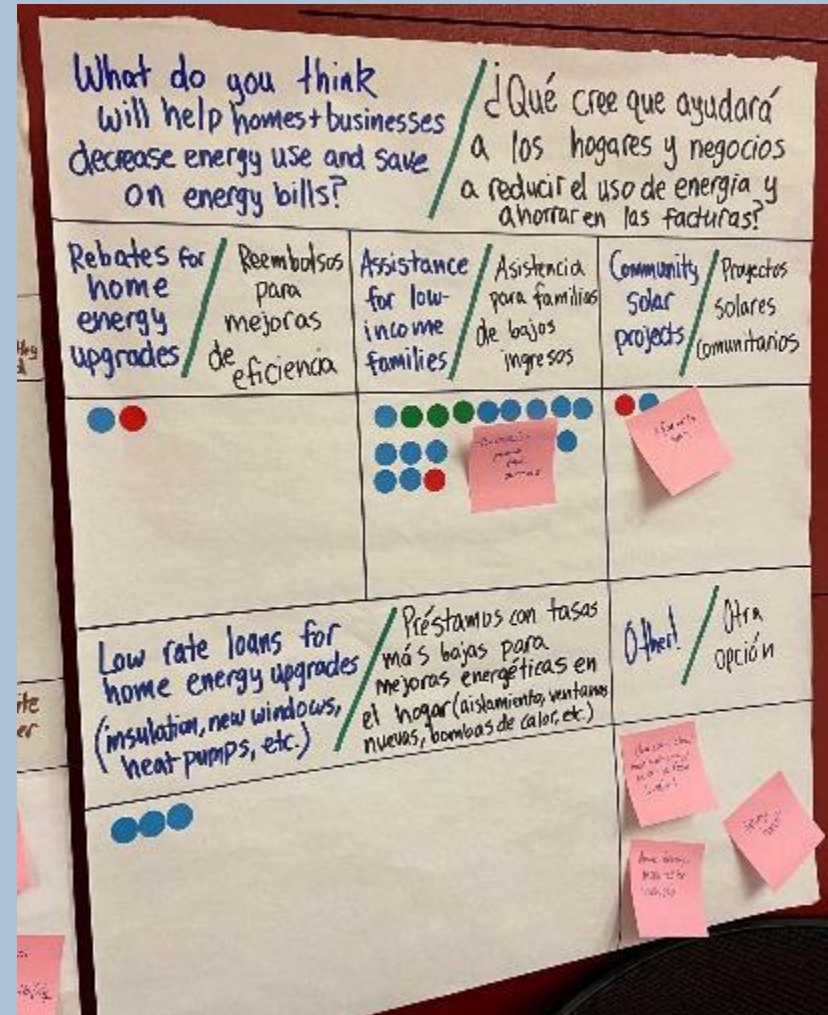 What do you think
will help homes + businesses
decrease energy use and save
on energy bills?
¿Qué cree que ayudará
a los hogares y negocios
a reducir el uso de energía y
ahorrar en las facturas?
Rebates for
home
energy
upgrades
Reembolsos
para
mejoras
de eficiencia
Assistance
for low-
income
families
Asistencia
para familias
de bajos
ingresos
Community
Solar
projects
Proyectos
solares
comunitarios
Low rate loans for
home energy upgrades
(insulation, new windows,
heat pumps, etc.)
Préstamos con tasas
más bajas para
mejoras energéticas en
el hogar (aislamiento, ventanas
nuevas, bombas de calor, etc.)
Other!
Otra
opción